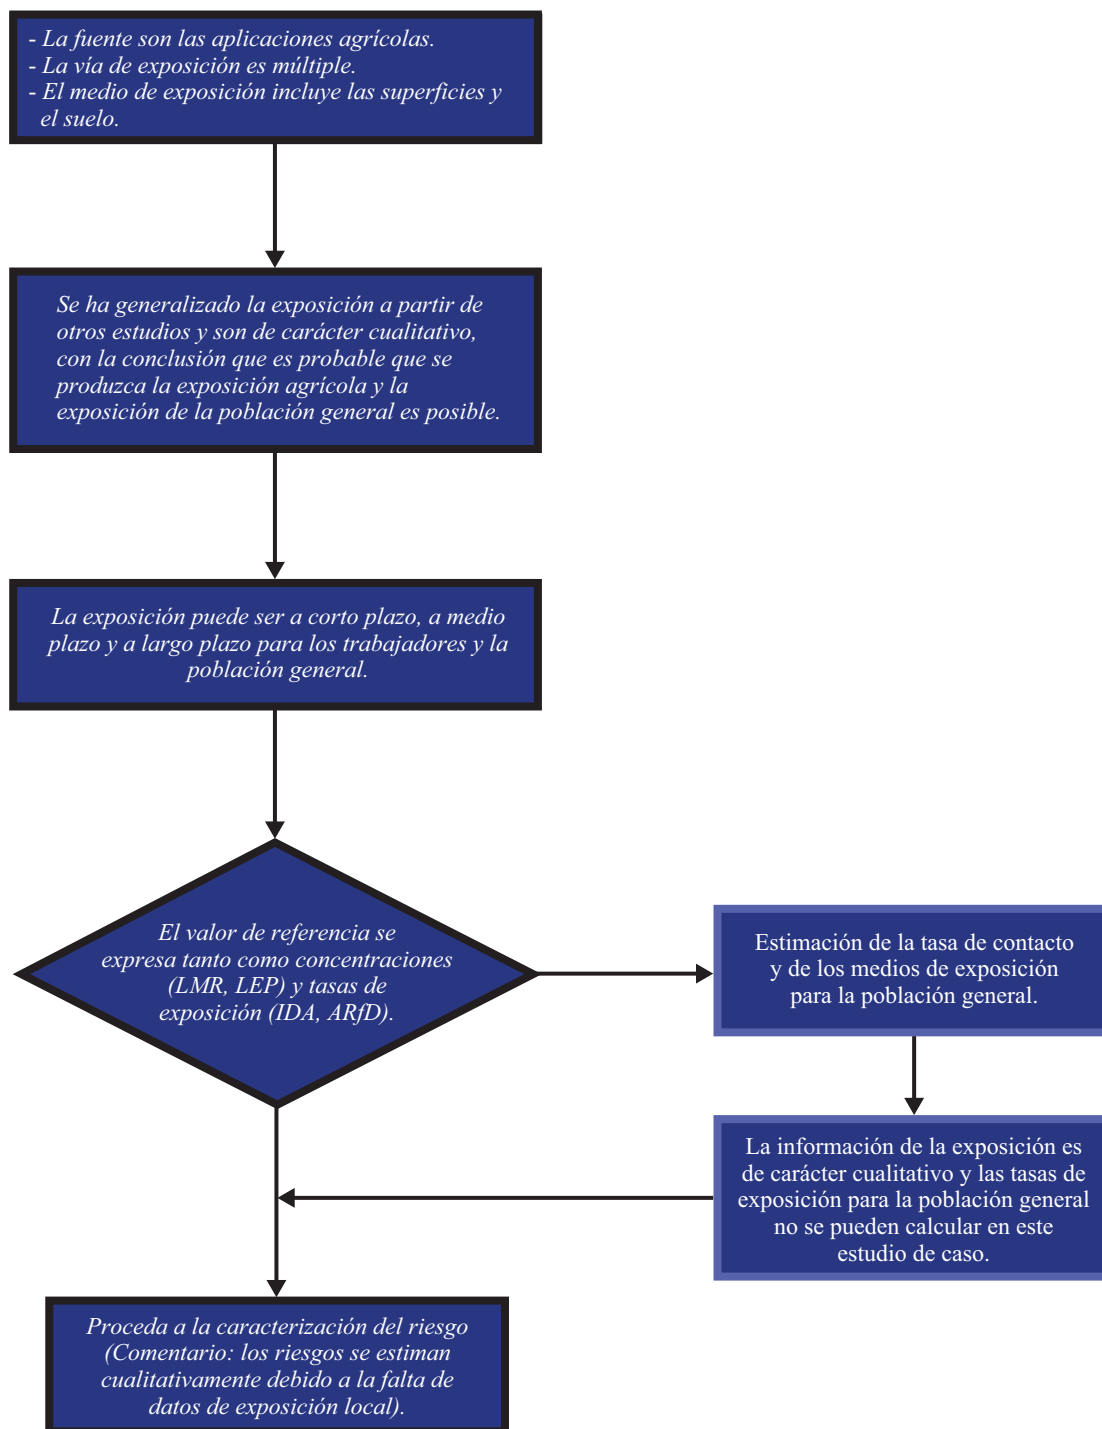 - La fuente son las aplicaciones agrícolas.
- La vía de exposición es múltiple.
- El medio de exposición incluye las superficies y
el suelo.
Se ha generalizado la exposición a partir de
otros estudios y son de carácter cualitativo,
con la conclusión que es probable que se
produzca la exposición agrícola y la
exposición de la población general es posible.
La exposición puede ser a corto plazo, a medio
plazo y a largo plazo para los trabajadores y la
población general.
El valor de referencia se
expresa tanto como concentraciones
(LMR, LEP) y tasas de
exposición (IDA, ARfD).
Estimación de la tasa de contacto
y de los medios de exposición
para la población general.
La información de la exposición es
de carácter cualitativo y las tasas de
exposición para la población general
no se pueden calcular en este
estudio de caso.
Proceda a la caracterización del riesgo
(Comentario: los riesgos se estiman
cualitativamente debido a la falta de
datos de exposición local).